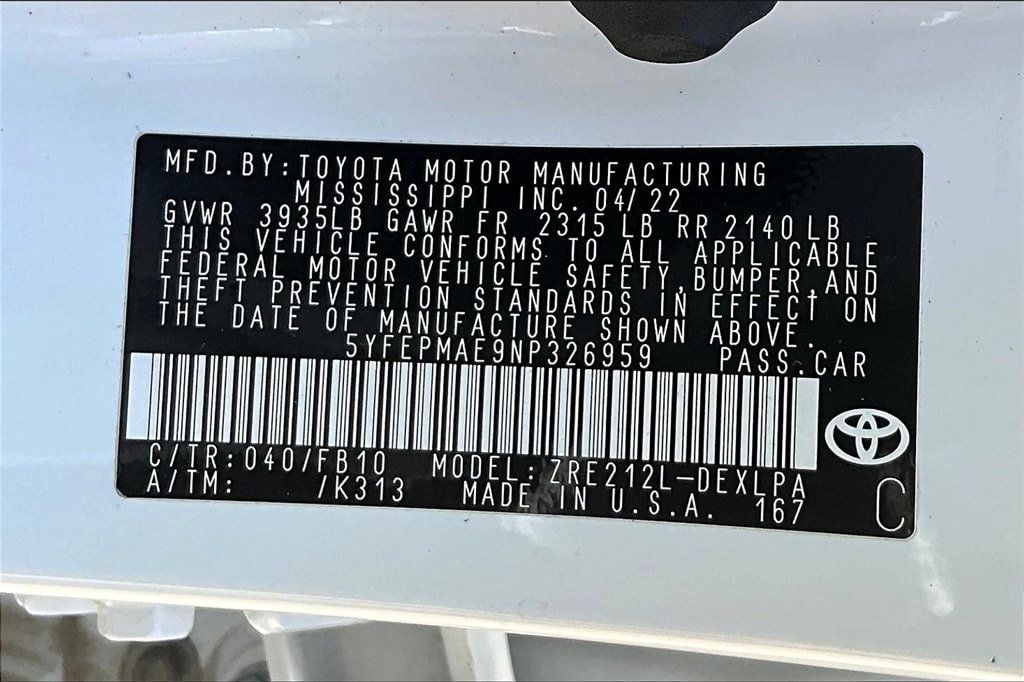 MFD.BY:TOYOTA MOTOR MANUFACTURING
MISSISSIPPI INC. 04/22
GVWR 3935LB GAWR FR 2315 LB RR 2140 LB
THIS VEHICLE CONFORMS TO ALL APPLICABLE
FEDERAL MOTOR VEHICLE SAFETY,BUMPER,AND
THEFT PREVENTION STANDARDS IN EFFECT ON
THE DATE OF MANUFACTURE SHOWN ABOVE.
5YFEPMAE9NP326959 PASS.CAR
C/TR:040/FB10 MODEL:ZRE212L-DEXLPA
A/TM: /K313 MADE IN U.S.A. 167
C